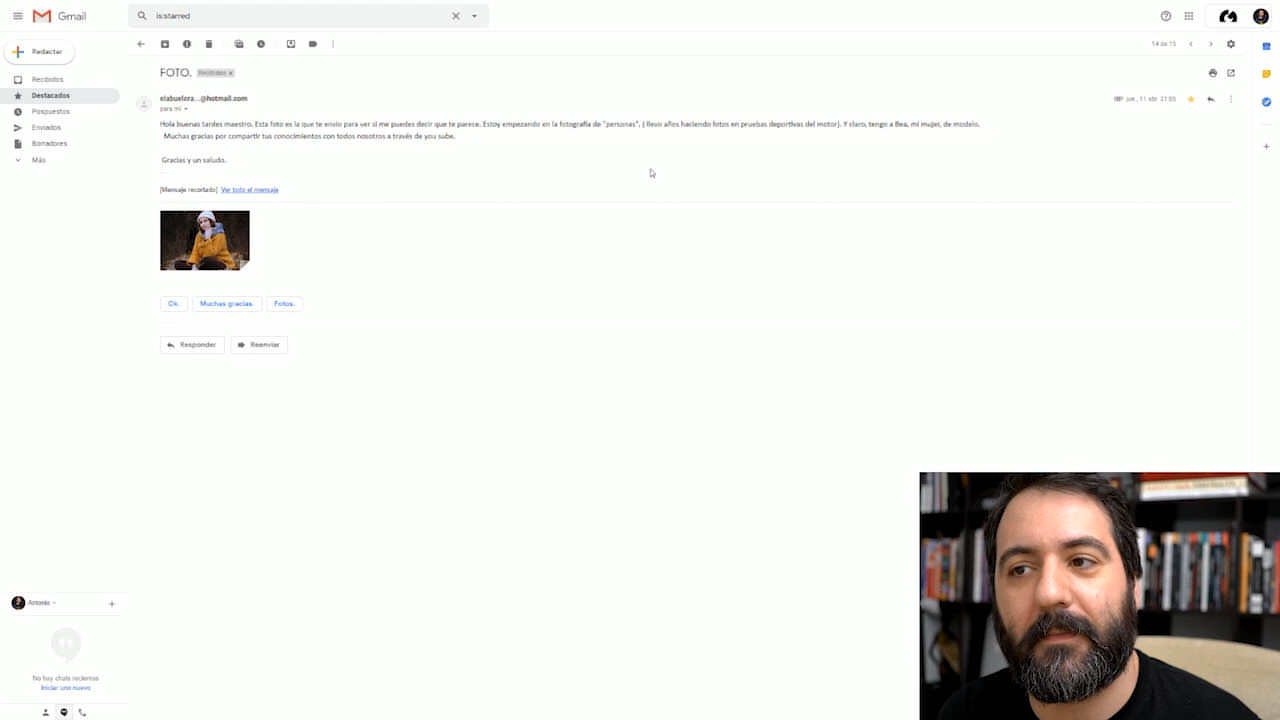 Gmail
is:starred
Redactar
Recibidos
Destacados
Pospuestos
Enviados
Borradores
Más
14 de 15
FOTO. Recibidos x
elabuelora...@hotmail.com
para mí
jue., 11 abr. 21:05
Hola buenas tardes maestro. Esta foto es la que te envio para ver si me puedes decir que te parece. Estoy empezando en la fotografía de "personas", ( llevo años haciendo fotos en pruebas deportivas del motor). Y claro, tengo a Bea, mi mujer, de modelo.
Muchas gracias por compartir tus conocimientos con todos nosotros a través de you sube.
Gracias y un saludo.
...
[Mensaje recortado] Ver todo el mensaje
Ok.
Muchas gracias.
Fotos.
Responder
Reenviar
Antonio
No hay chats recientes
Iniciar uno nuevo